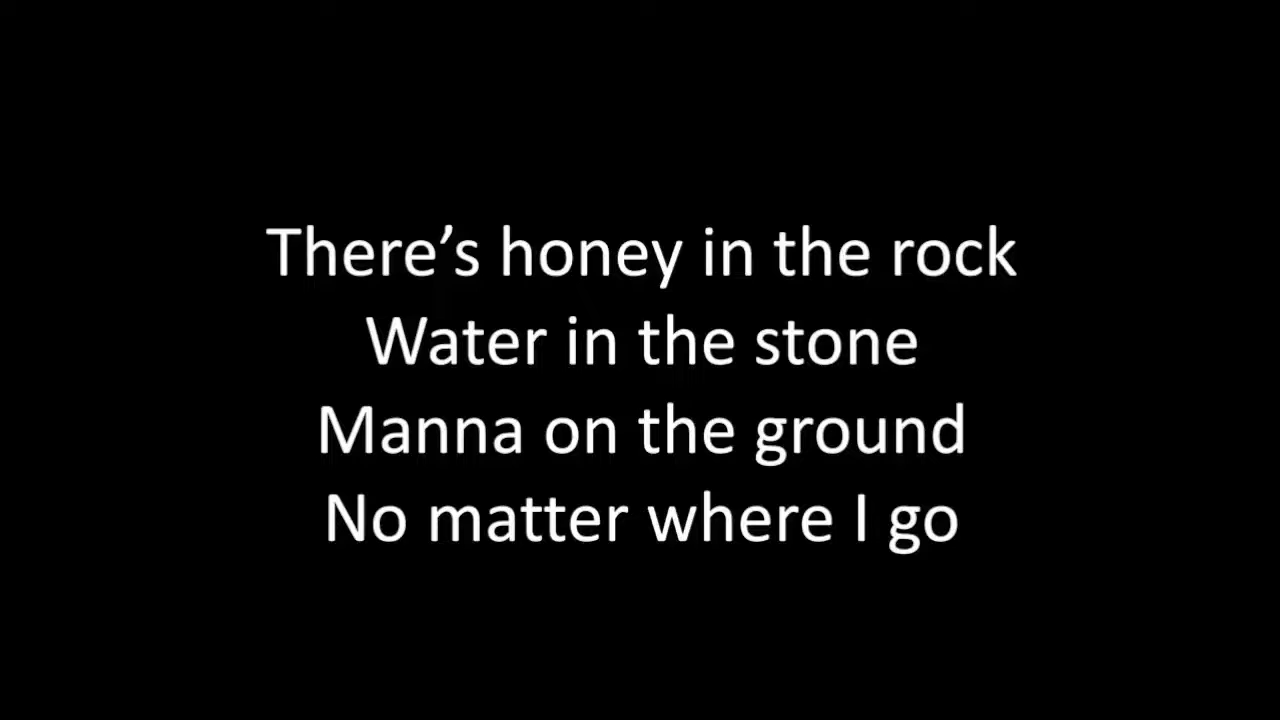 There’s honey in the rock
Water in the stone
Manna on the ground
No matter where I go